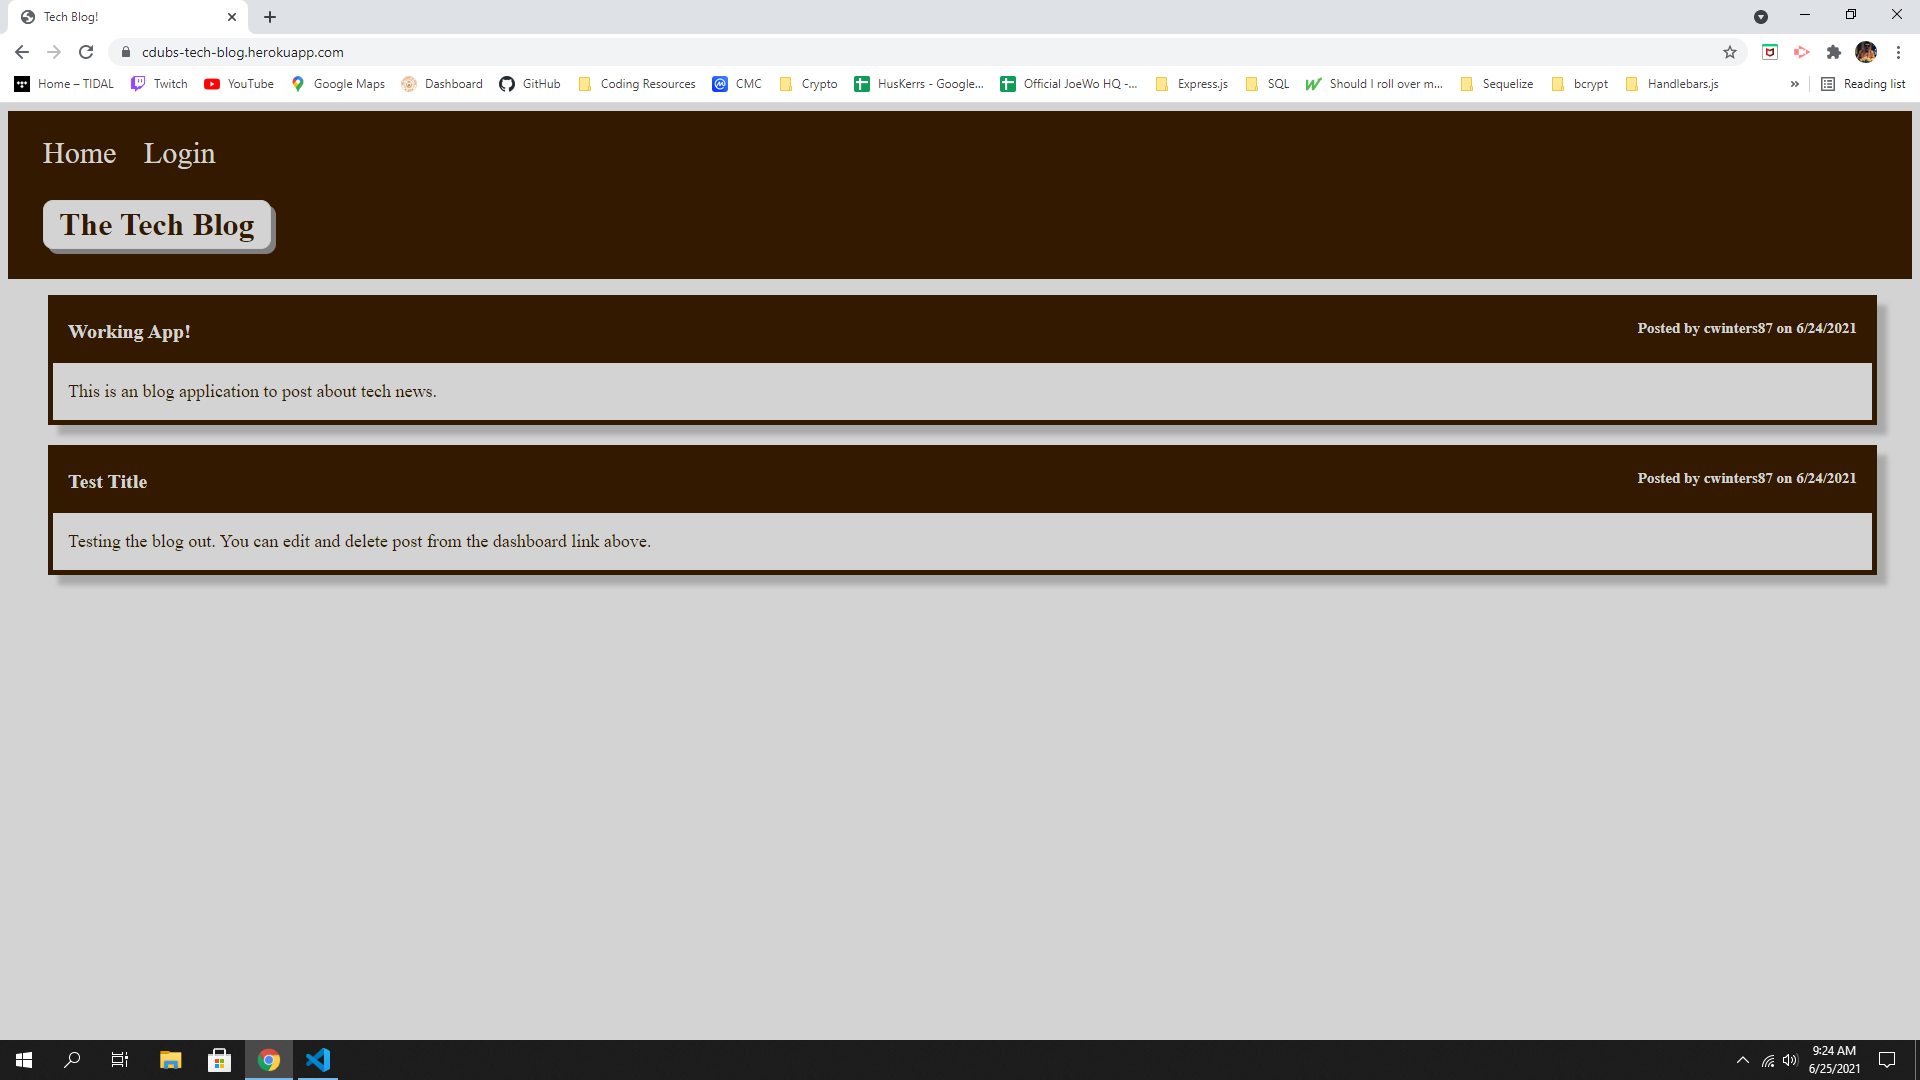 Tech Blog!
cdubs-tech-blog.herokuapp.com
Home – TIDAL Twitch YouTube Google Maps Dashboard GitHub Coding Resources CMC Crypto HusKerrs - Google... Official JoeWo HQ -... Express.js SQL Should I roll over m... Sequelize bcrypt Handlebars.js » Reading list
Home Login
The Tech Blog
Working App! Posted by cwinters87 on 6/24/2021
This is an blog application to post about tech news.
Test Title Posted by cwinters87 on 6/24/2021
Testing the blog out. You can edit and delete post from the dashboard link above.
9:24 AM
6/25/2021